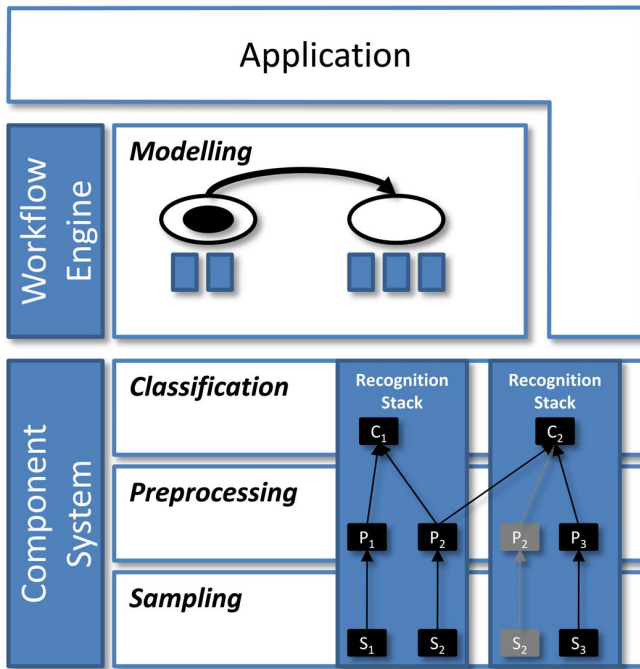 Application
Workflow
Engine
Modelling
Component
System
Classification
Recognition
Stack
Recognition
Stack
C₁
C₂
Preprocessing
P₁
P₂
P₂
P₃
Sampling
S₁
S₂
S₂
S₃